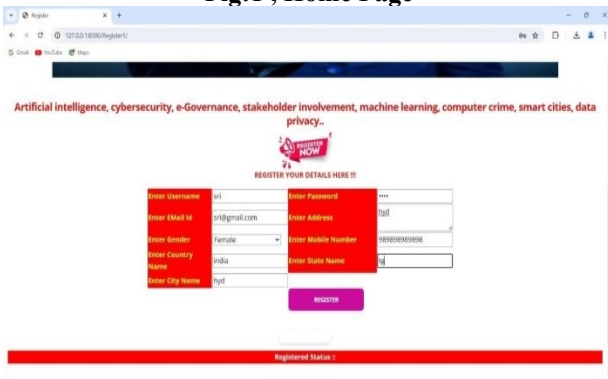 Fig.1 , Home Page
Register
127.0.0.1:8000/Register1/
Gmail YouTube Maps
Artificial intelligence, cybersecurity, e-Governance, stakeholder involvement, machine learning, computer crime, smart cities, data
privacy..
REGISTER
NOW
REGISTER YOUR DETAILS HERE !!!
Enter Username sri Enter Password ••••
Enter EMail Id sri@gmail.com Enter Address hyd
Enter Gender Female Enter Mobile Number 989898989898
Enter Country
Name india Enter State Name tg
Enter City Name hyd
REGISTER
Registered Status ::